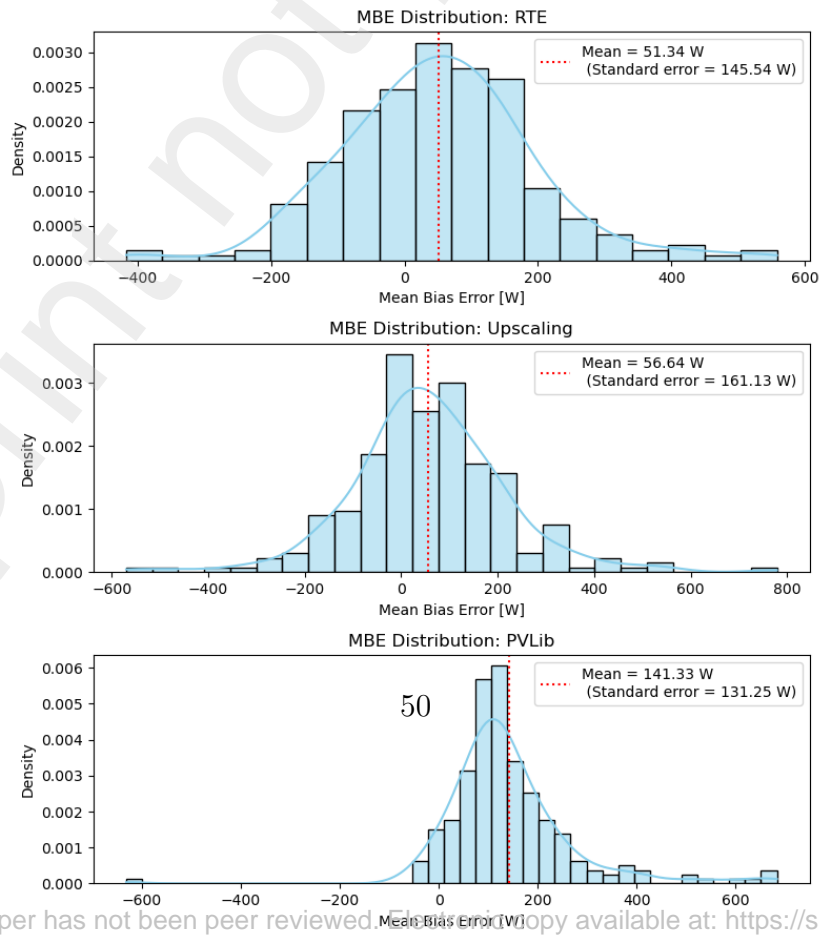 MBE Distribution: RTE
Mean = 51.34 W
(Standard error = 145.54 W)
0.0030
0.0025
0.0020
0.0015
0.0010
0.0005
0.0000
Density
−400 −200 0 200 400 600
Mean Bias Error [W]
MBE Distribution: Upscaling
Mean = 56.64 W
(Standard error = 161.13 W)
0.003
0.002
0.001
0.000
Density
−600 −400 −200 0 200 400 600 800
Mean Bias Error [W]
MBE Distribution: PVLib
Mean = 141.33 W
(Standard error = 131.25 W)
0.006
0.005
0.004
0.003
0.002
0.001
0.000
Density
50
−600 −400 −200 0 200 400 600
Mean Bias Error [W]
per has not been peer reviewed. Electronic copy available at: https://s
print not